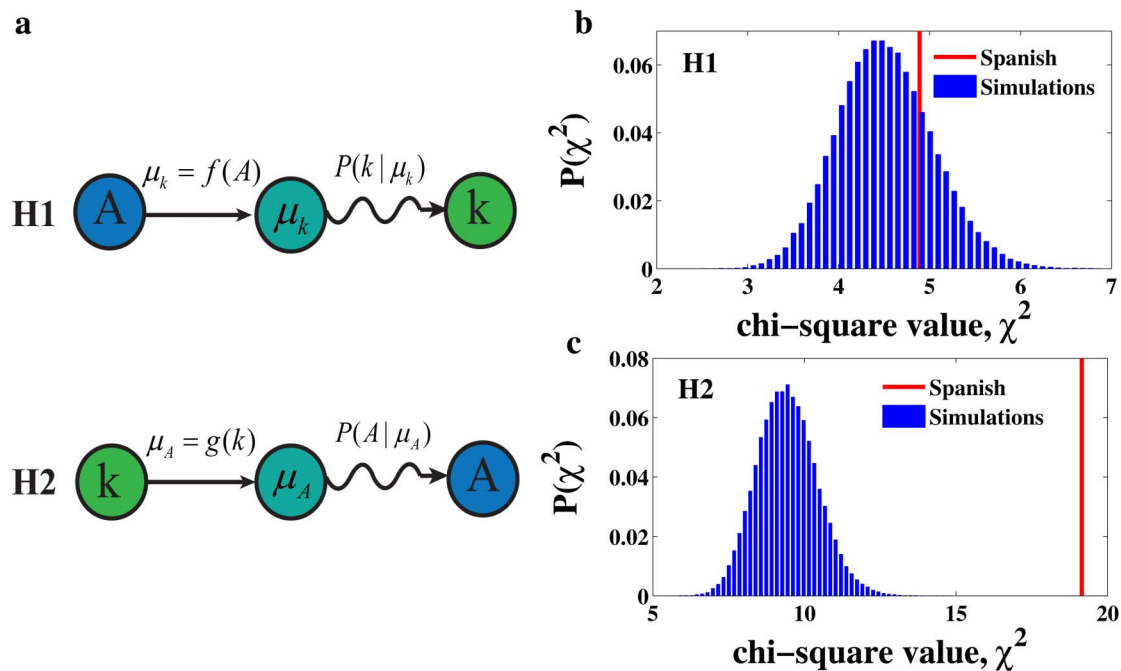 a
H1
A
μ_k = f(A)
μ_k
P(k | μ_k)
k
H2
k
μ_A = g(k)
μ_A
P(A | μ_A)
A
b
H1
Spanish
Simulations
P(χ²)
0.06
0.04
0.02
0
2 3 4 5 6 7
chi−square value, χ²
c
H2
Spanish
Simulations
P(χ²)
0.08
0.06
0.04
0.02
0
5 10 15 20
chi−square value, χ²